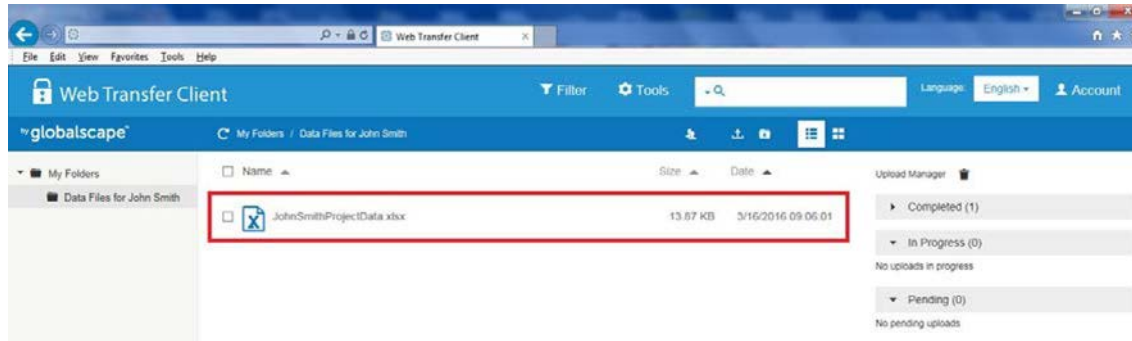 Web Transfer Client
File Edit View Favorites Tools Help
Web Transfer Client
Filter
Tools
Language: English
Account
by globalscape
My Folders / Data Files for John Smith
My Folders
Data Files for John Smith
Name
Size
Date
JohnSmithProjectData.xlsx
13.87 KB
3/16/2016 09:06:01
Upload Manager
Completed (1)
In Progress (0)
No uploads in progress
Pending (0)
No pending uploads